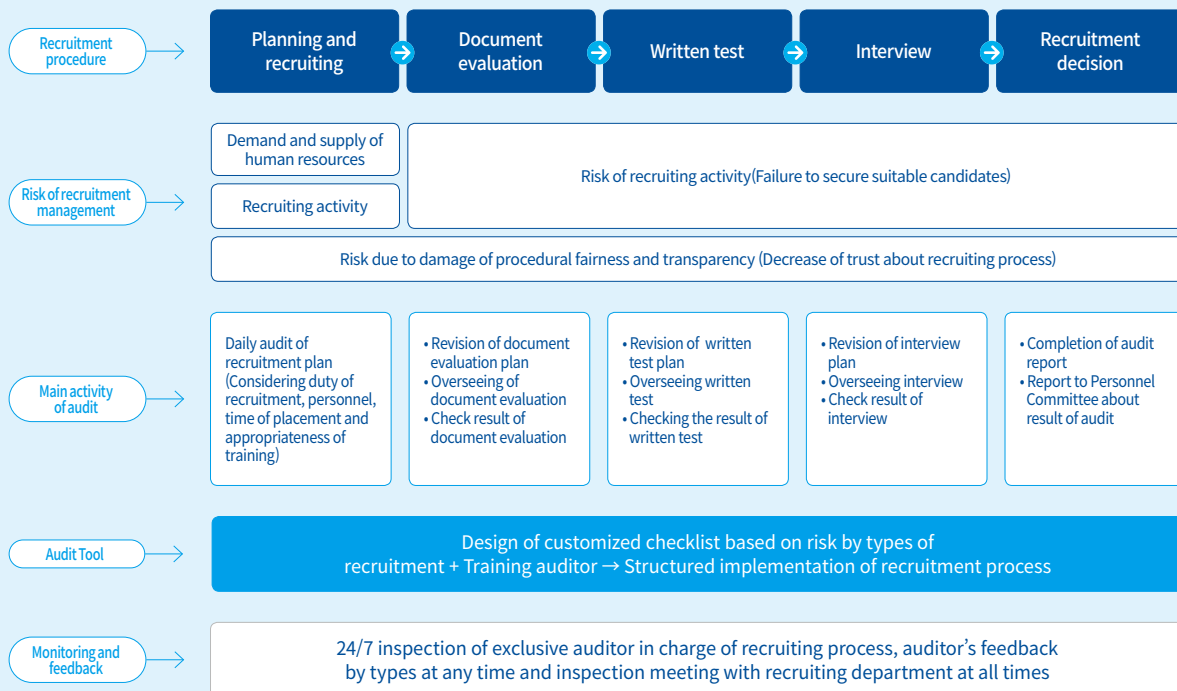 Recruitment
procedure
Planning and
recruiting
Document
evaluation
Written test
Interview
Recruitment
decision
Risk of recruitment
management
Demand and supply of
human resources
Recruiting activity
Risk of recruiting activity(Failure to secure suitable candidates)
Risk due to damage of procedural fairness and transparency (Decrease of trust about recruiting process)
Main activity
of audit
Daily audit of
recruitment plan
(Considering duty of
recruitment, personnel,
time of placement and
appropriateness of
training)
• Revision of document
evaluation plan
• Overseeing of
document evaluation
• Check result of
document evaluation
• Revision of written
test plan
• Overseeing written
test
• Checking the result of
written test
• Revision of interview
plan
• Overseeing interview
• Check result of
interview
• Completion of audit
report
• Report to Personnel
Committee about
result of audit
Audit Tool
Design of customized checklist based on risk by types of
recruitment + Training auditor → Structured implementation of recruitment process
Monitoring and
feedback
24/7 inspection of exclusive auditor in charge of recruiting process, auditor’s feedback
by types at any time and inspection meeting with recruiting department at all times